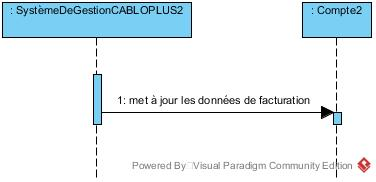 : SystèmeDeGestionCABLOPLUS2
: Compte2
1: met à jour les données de facturation
Powered By Visual Paradigm Community Edition